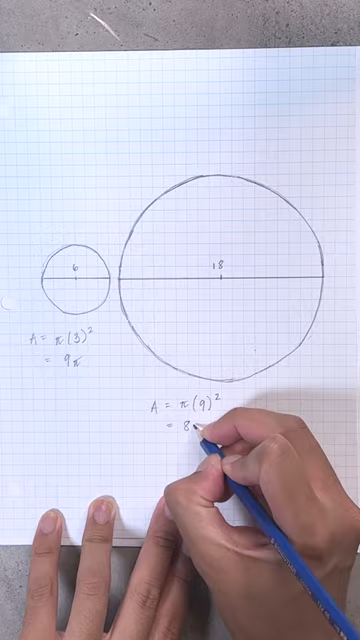 6
18
A = π(3)²
= 9π
A = π(9)²
= 8